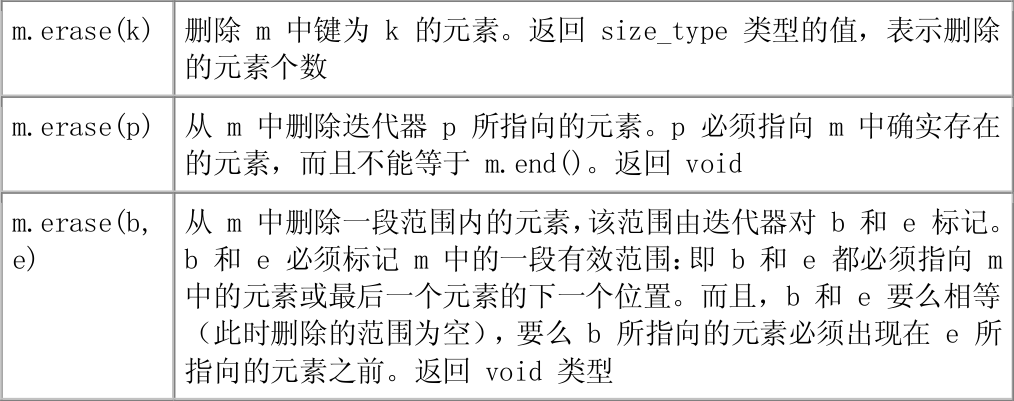 m.erase(k) 删除 m 中键为 k 的元素。返回 size_type 类型的值，表示删除
的元素个数
m.erase(p) 从 m 中删除迭代器 p 所指向的元素。p 必须指向 m 中确实存在
的元素，而且不能等于 m.end()。返回 void
m.erase(b, 从 m 中删除一段范围内的元素，该范围由迭代器对 b 和 e 标记。
e) b 和 e 必须标记 m 中的一段有效范围：即 b 和 e 都必须指向 m
中的元素或最后一个元素的下一个位置。而且，b 和 e 要么相等
（此时删除的范围为空），要么 b 所指向的元素必须出现在 e 所
指向的元素之前。返回 void 类型